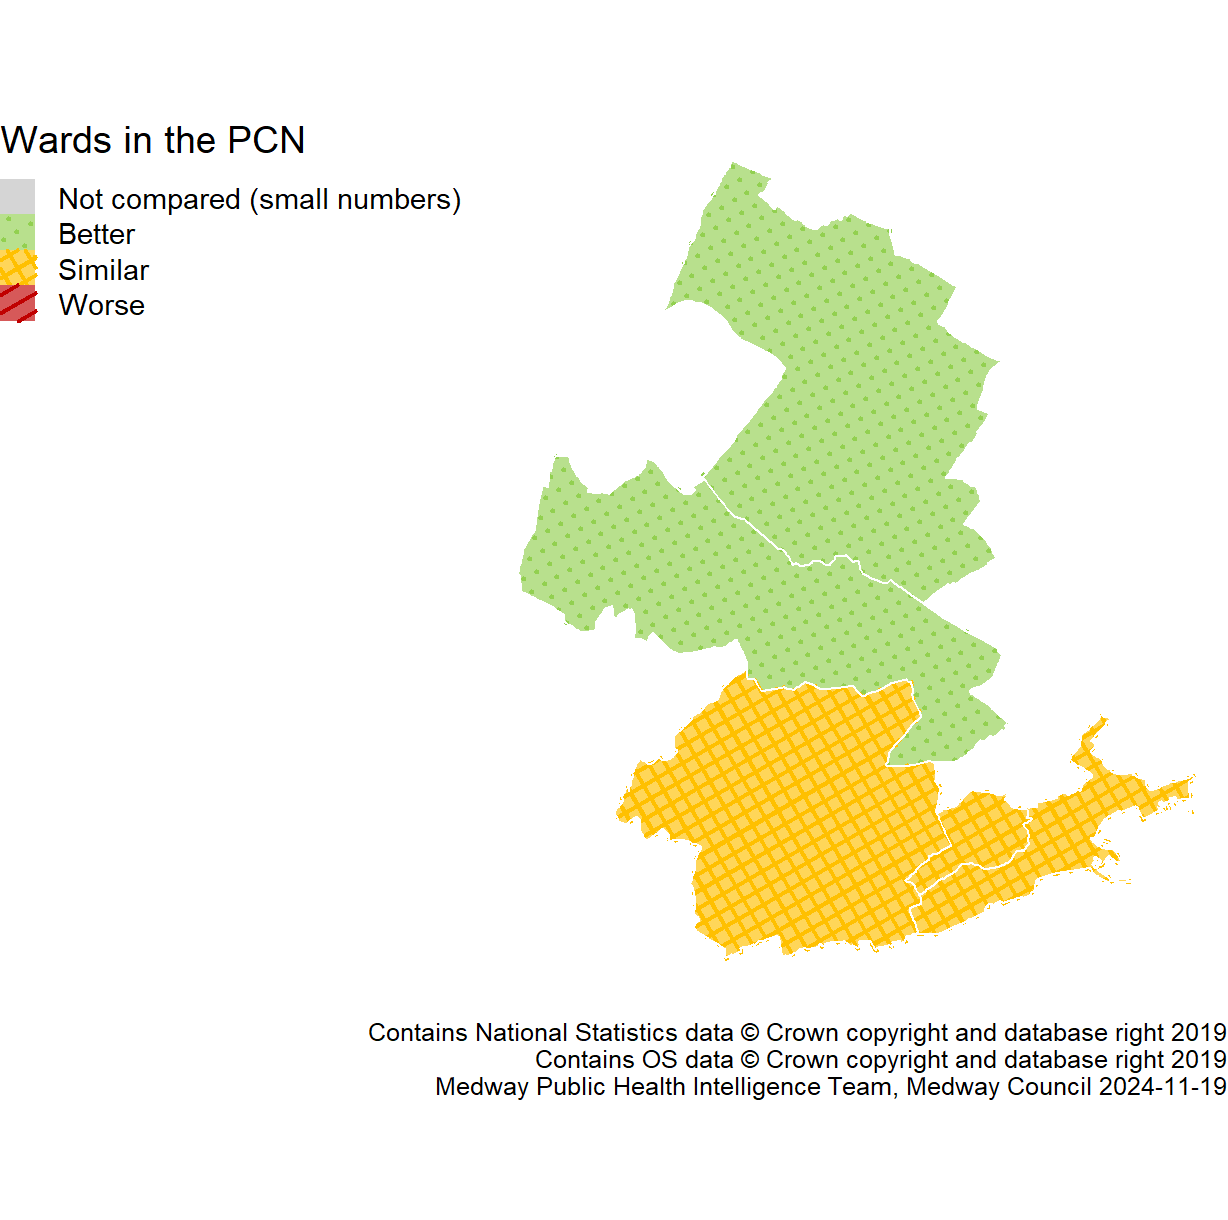 Wards in the PCN
Not compared (small numbers)
Better
Similar
Worse
Contains National Statistics data © Crown copyright and database right 2019
Contains OS data © Crown copyright and database right 2019
Medway Public Health Intelligence Team, Medway Council 2024-11-19